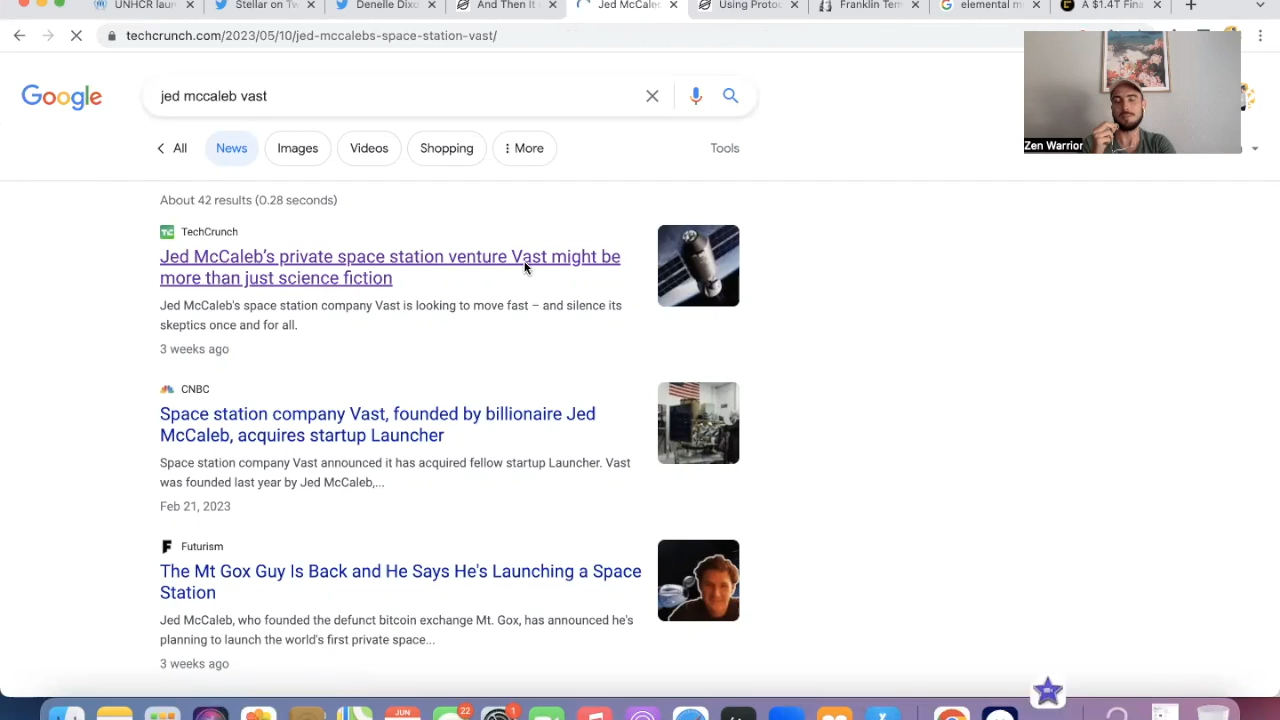 UNHCR laun
Stellar on Tw
Denelle Dixo
And Then It
Jed McCaleb
Using Protoc
Franklin Tem
elemental m
A $1.4T Fina
techcrunch.com/2023/05/10/jed-mccalebs-space-station-vast/
Zen Warrior
Google
jed mccaleb vast
All
News
Images
Videos
Shopping
More
Tools
About 42 results (0.28 seconds)
TechCrunch
Jed McCaleb's private space station venture Vast might be
more than just science fiction
Jed McCaleb's space station company Vast is looking to move fast – and silence its
skeptics once and for all.
3 weeks ago
CNBC
Space station company Vast, founded by billionaire Jed
McCaleb, acquires startup Launcher
Space station company Vast announced it has acquired fellow startup Launcher. Vast
was founded last year by Jed McCaleb,...
Feb 21, 2023
Futurism
The Mt Gox Guy Is Back and He Says He's Launching a Space
Station
Jed McCaleb, who founded the defunct bitcoin exchange Mt. Gox, has announced he's
planning to launch the world's first private space...
3 weeks ago
JUN
22
1